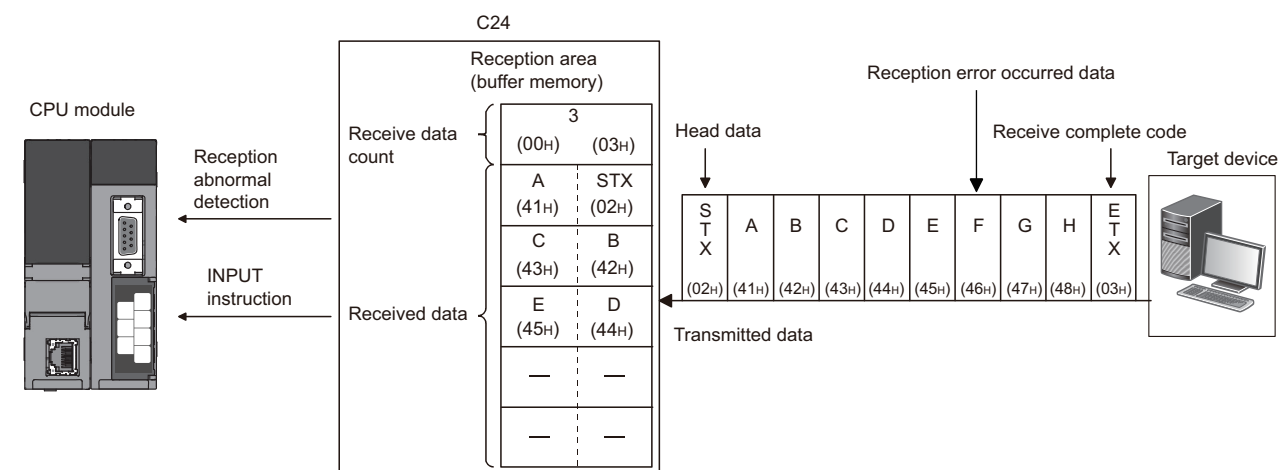 C24
Reception area
(buffer memory)
CPU module
Reception
abnormal
detection
INPUT
instruction
Receive data
count
Received data
3
(00H) (03H)
A STX
(41H) (02H)
C B
(43H) (42H)
E D
(45H) (44H)
— —
— —
Reception error occurred data
Head data
Receive complete code
Target device
STX A B C D E F G H ETX
(02H) (41H) (42H) (43H) (44H) (45H) (46H) (47H) (48H) (03H)
Transmitted data